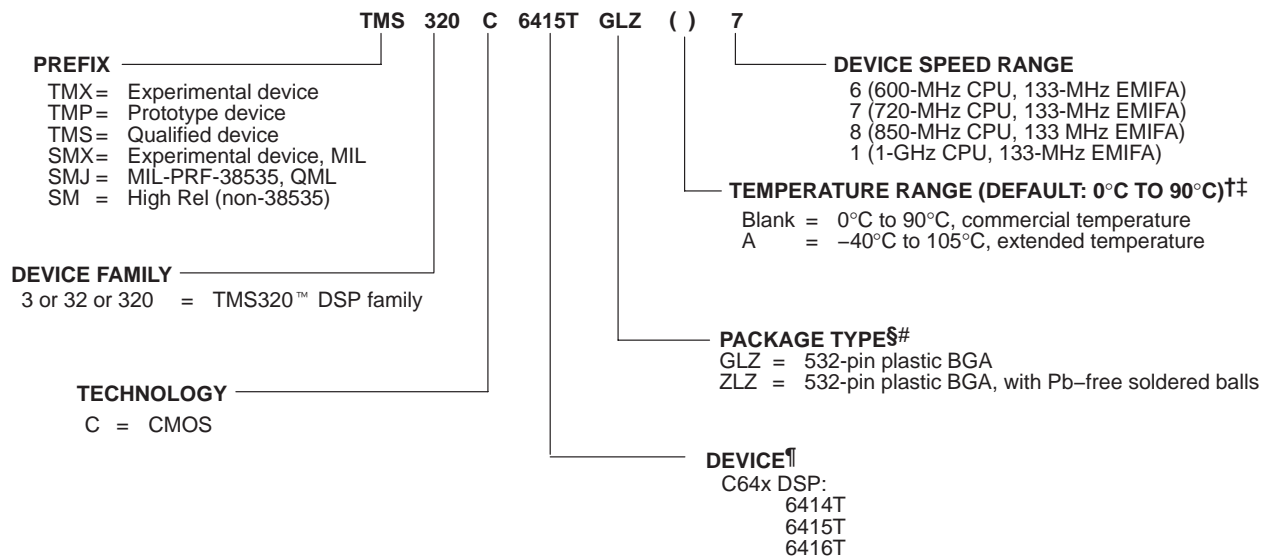 TMS 320 C 6415T GLZ ( ) 7
PREFIX
TMX= Experimental device
TMP= Prototype device
TMS= Qualified device
SMX= Experimental device, MIL
SMJ = MIL-PRF-38535, QML
SM = High Rel (non-38535)
DEVICE SPEED RANGE
6 (600-MHz CPU, 133-MHz EMIFA)
7 (720-MHz CPU, 133-MHz EMIFA)
8 (850-MHz CPU, 133 MHz EMIFA)
1 (1-GHz CPU, 133-MHz EMIFA)
TEMPERATURE RANGE (DEFAULT: 0°C TO 90°C)†‡
Blank = 0°C to 90°C, commercial temperature
A = −40°C to 105°C, extended temperature
DEVICE FAMILY
3 or 32 or 320 = TMS320™ DSP family
PACKAGE TYPE§#
GLZ = 532-pin plastic BGA
ZLZ = 532-pin plastic BGA, with Pb−free soldered balls
TECHNOLOGY
C = CMOS
DEVICE¶
C64x DSP:
6414T
6415T
6416T